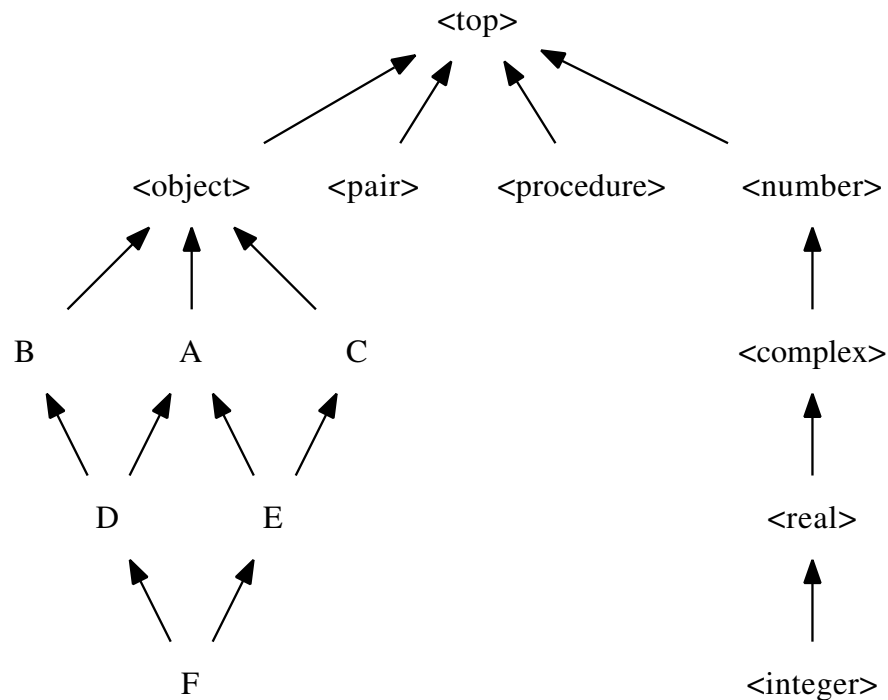 <top>
<object> <pair> <procedure> <number>
B A C <complex>
D E <real>
F <integer>